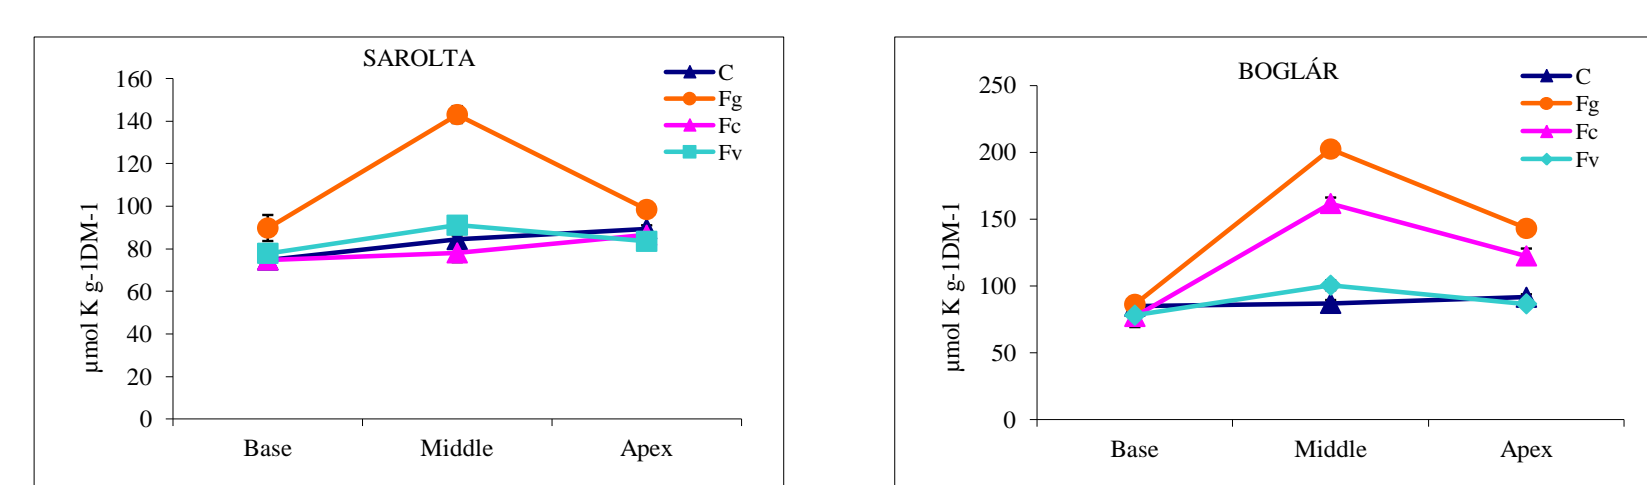 SAROLTA
160
140
120
100
80
60
40
20
0
µmol K g-1DM-1
Base Middle Apex
C
Fg
Fc
Fv
BOGLÁR
250
200
150
100
50
0
µmol K g-1DM-1
Base Middle Apex
C
Fg
Fc
Fv